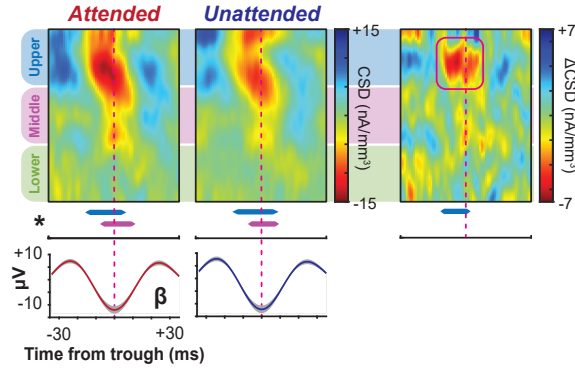 Attended
Unattended
Upper
Middle
Lower
+15
CSD (nA/mm³)
-15
+7
ΔCSD (nA/mm³)
-7
*
+10
µV
-10
β
-30
+30
Time from trough (ms)